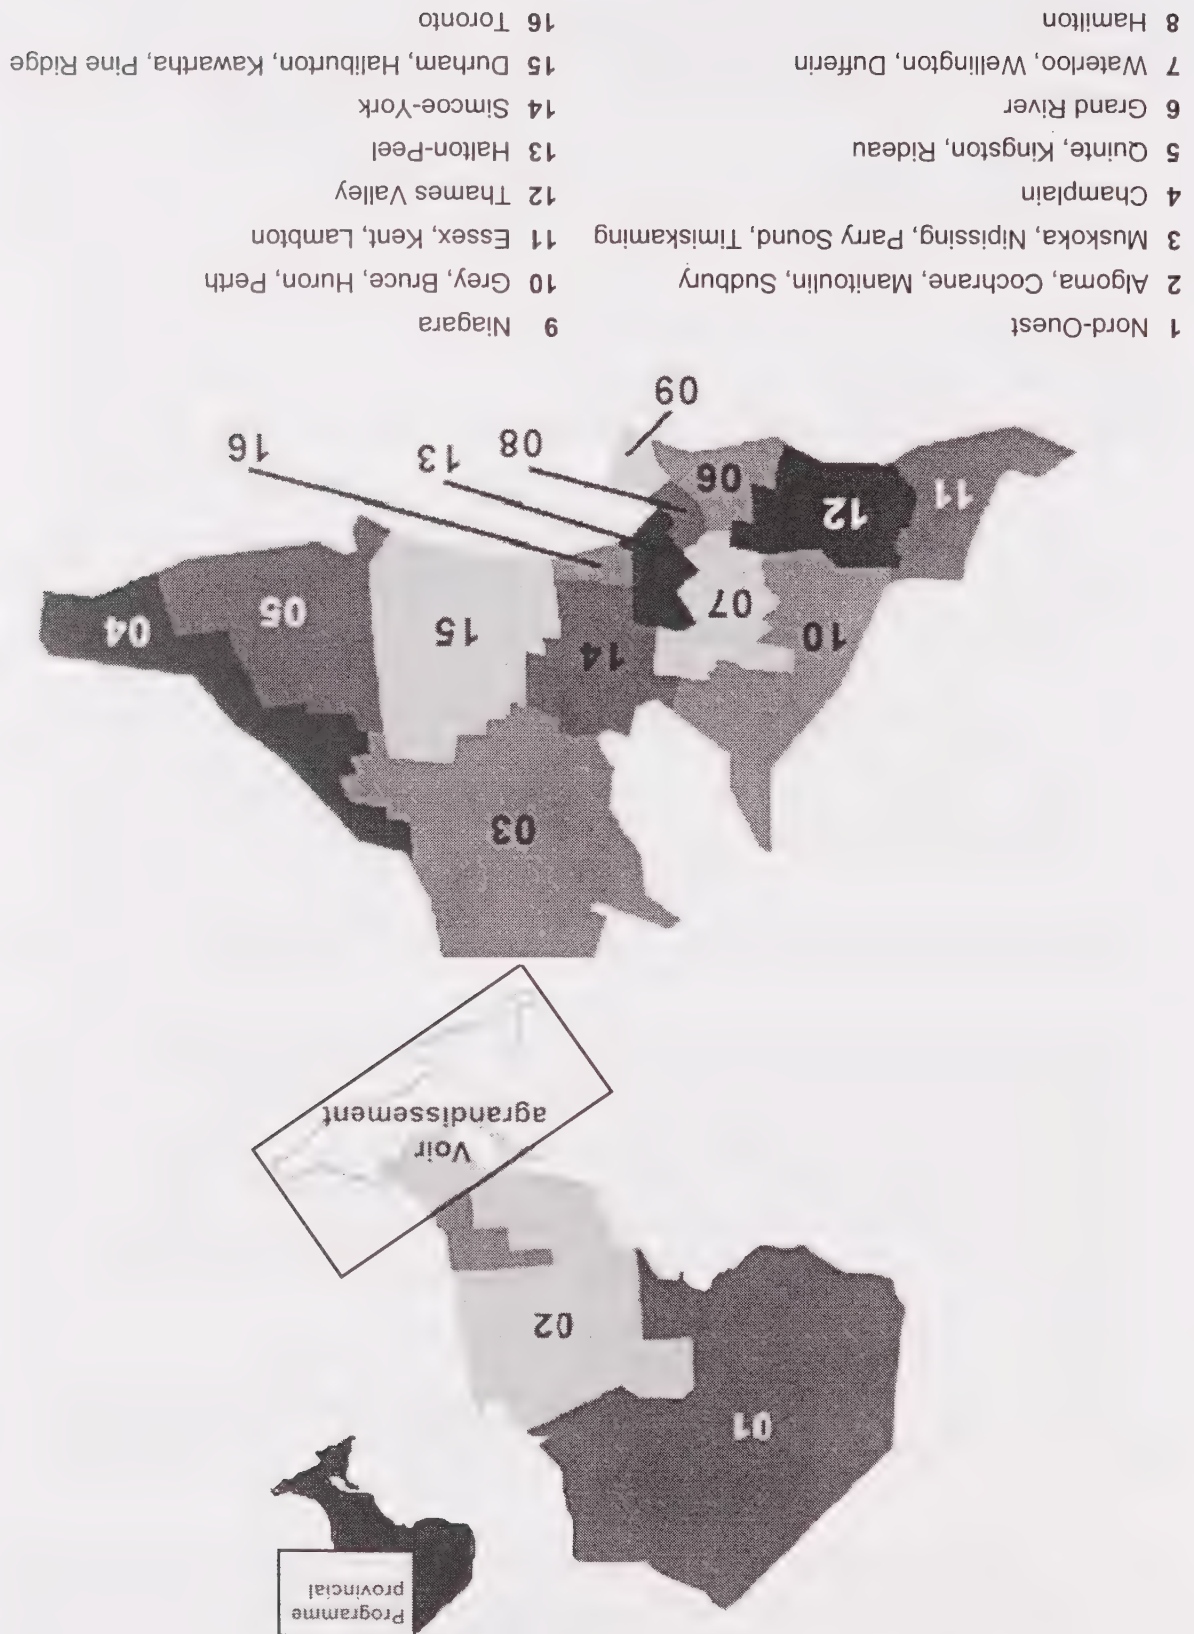 Programme
provincial
01
02
Voir
agrandissement
03
04
05
15
14
10
07
12
11
06
16
13
08
09
1 Nord-Ouest
2 Algoma, Cochrane, Manitoulin, Sudbury
3 Muskoka, Nipissing, Parry Sound, Timiskaming
4 Champlain
5 Quinte, Kingston, Rideau
6 Grand River
7 Waterloo, Wellington, Dufferin
8 Hamilton
9 Niagara
10 Grey, Bruce, Huron, Perth
11 Essex, Kent, Lambton
12 Thames Valley
13 Halton-Peel
14 Simcoe-York
15 Durham, Haliburton, Kawartha, Pine Ridge
16 Toronto